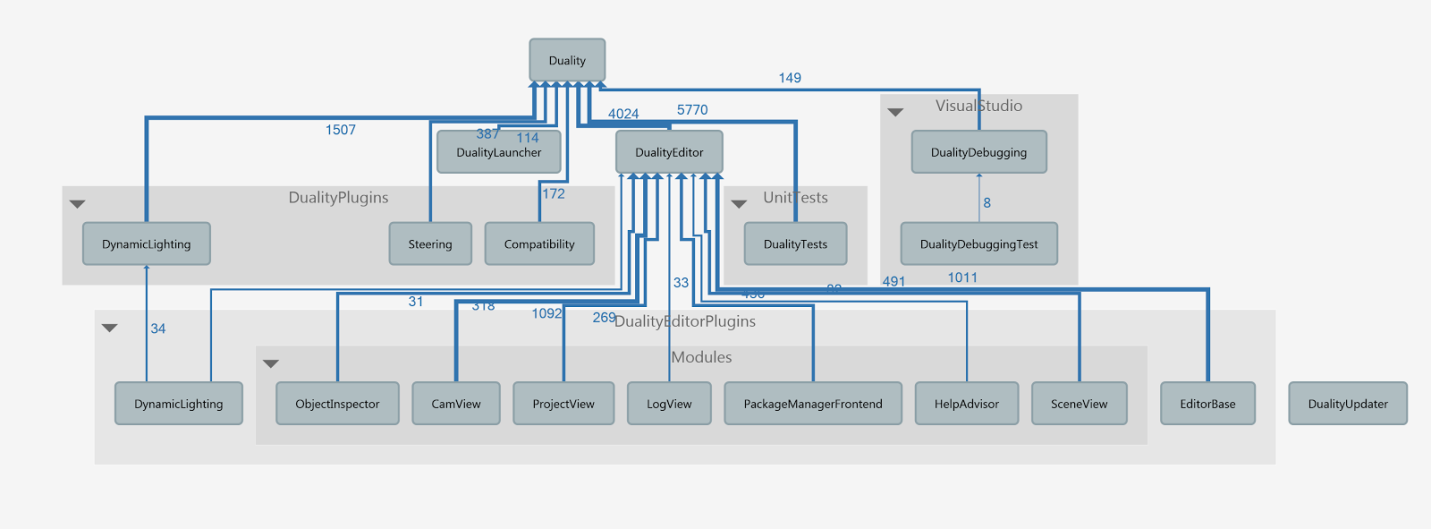 Duality
149
VisualStudio
4024
5770
1507
387
114
DualityLauncher
DualityEditor
DualityDebugging
DualityPlugins
172
UnitTests
8
DynamicLighting
Steering
Compatibility
DualityTests
DualityDebuggingTest
33
491
1011
31
318
1092
269
34
DualityEditorPlugins
Modules
DynamicLighting
ObjectInspector
CamView
ProjectView
LogView
PackageManagerFrontend
HelpAdvisor
SceneView
EditorBase
DualityUpdater